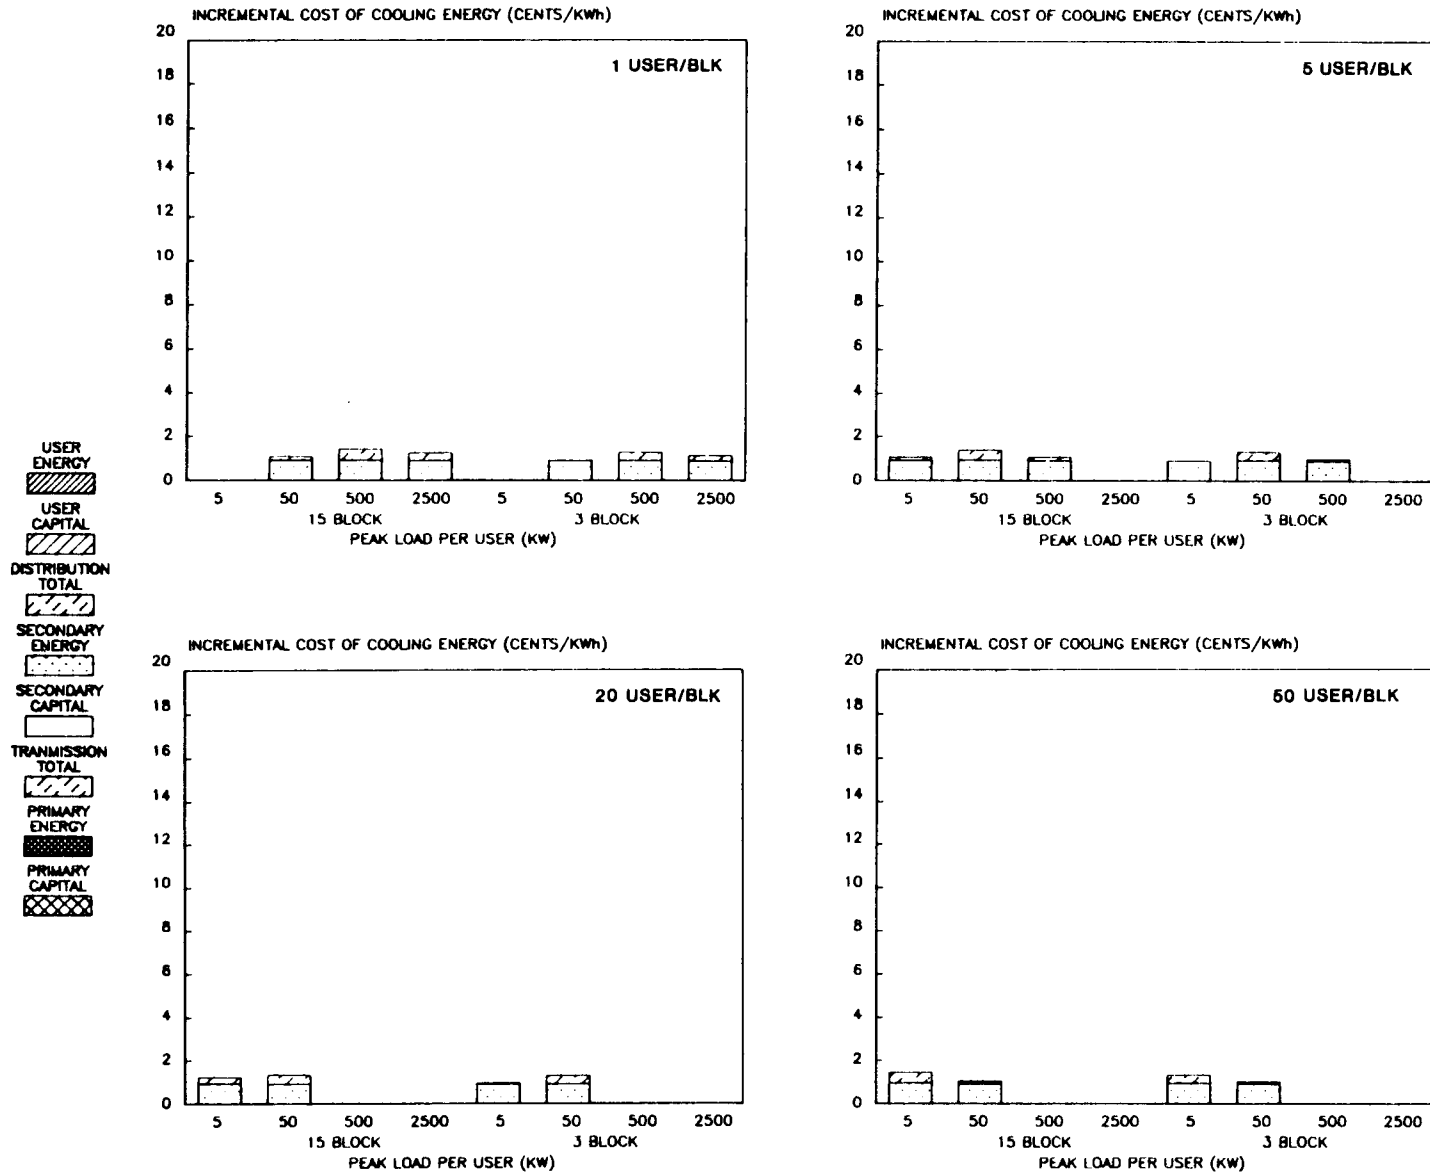 INCREMENTAL COST OF COOLING ENERGY (CENTS/KWh)
20
1 USER/BLK
18
16
14
12
10
8
6
4
2
0
5 50 500 2500 5 50 500 2500
15 BLOCK 3 BLOCK
PEAK LOAD PER USER (KW)
INCREMENTAL COST OF COOLING ENERGY (CENTS/KWh)
20
5 USER/BLK
18
16
14
12
10
8
6
4
2
0
5 50 500 2500 5 50 500 2500
15 BLOCK 3 BLOCK
PEAK LOAD PER USER (KW)
USER
ENERGY
USER
CAPITAL
DISTRIBUTION
TOTAL
SECONDARY
ENERGY
SECONDARY
CAPITAL
TRANMISSION
TOTAL
PRIMARY
ENERGY
PRIMARY
CAPITAL
INCREMENTAL COST OF COOLING ENERGY (CENTS/KWh)
20
20 USER/BLK
18
16
14
12
10
8
6
4
2
0
5 50 500 2500 5 50 500 2500
15 BLOCK 3 BLOCK
PEAK LOAD PER USER (KW)
INCREMENTAL COST OF COOLING ENERGY (CENTS/KWh)
20
50 USER/BLK
18
16
14
12
10
8
6
4
2
0
5 50 500 2500 5 50 500 2500
15 BLOCK 3 BLOCK
PEAK LOAD PER USER (KW)